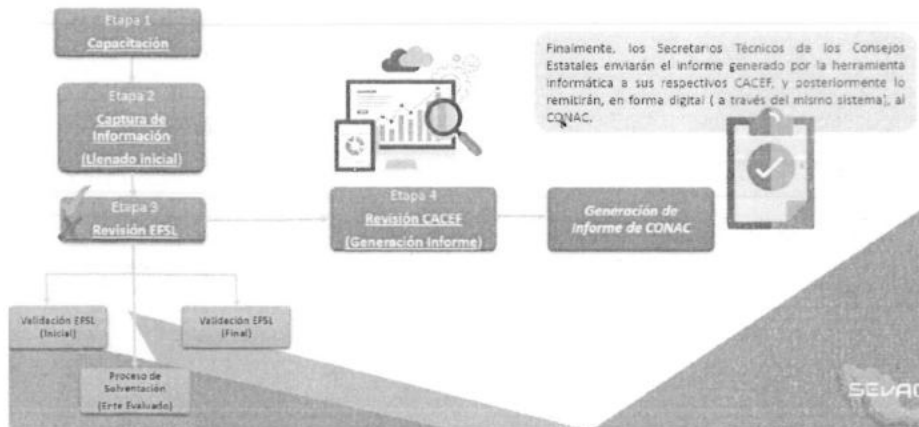 Etapa 1
Capacitación
Finalmente, los Secretarios Técnicos de los Consejos
Estatales enviarán el informe generado por la herramienta
informática a sus respectivos CACEF, y posteriormente lo
remitirán, en forma digital ( a través del mismo sistema), al
CONAC.
Etapa 2
Captura de
Información
(Llenado inicial)
Etapa 3
Revisión EFSL
Etapa 4
Revisión CACEF
(Generación Informe)
Generación de
Informe de CONAC
Validación EFSL
(Inicial)
Validación EFSL
(Final)
Proceso de
Solventación
(Ente Evaluado)
SEVAC